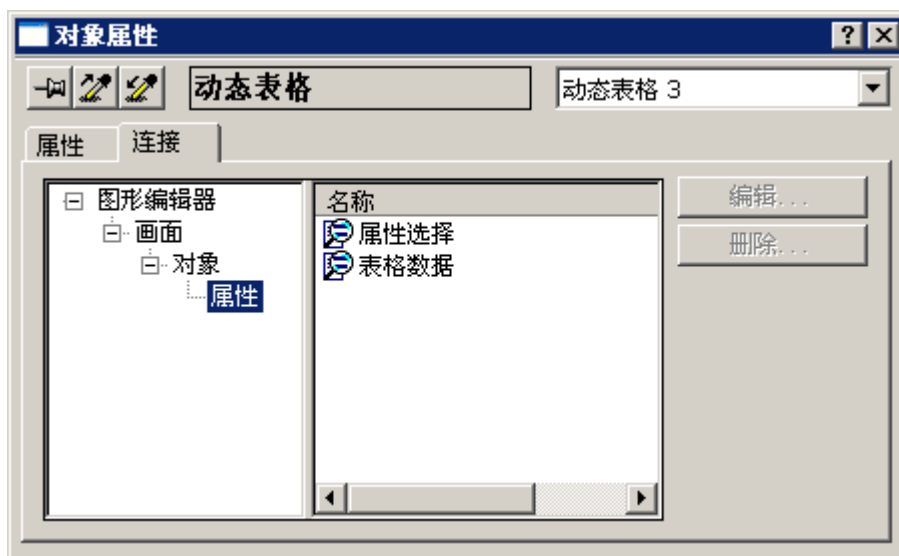 对象属性
动态表格 动态表格 3
属性 连接
图形编辑器
画面
对象
属性
名称
属性选择
表格数据
编辑...
删除...